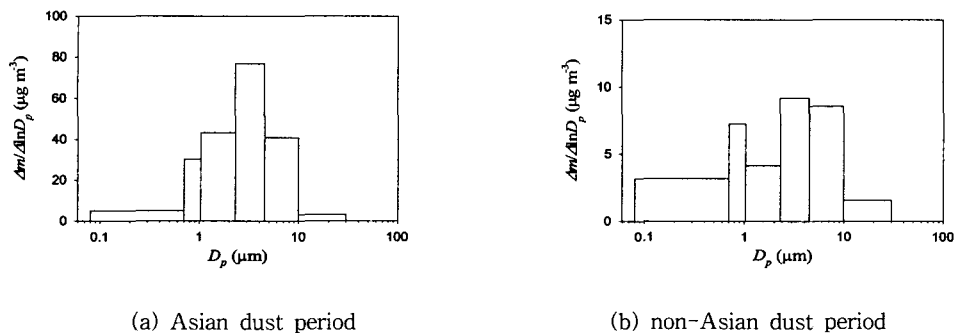 100
80
60
40
20
0
Δm/ΔlnDp (μg m-3)
0.1 1 10 100
Dp (μm)
(a) Asian dust period
15
10
5
0
Δm/ΔlnDp (μg m-3)
0.1 1 10 100
Dp (μm)
(b) non-Asian dust period